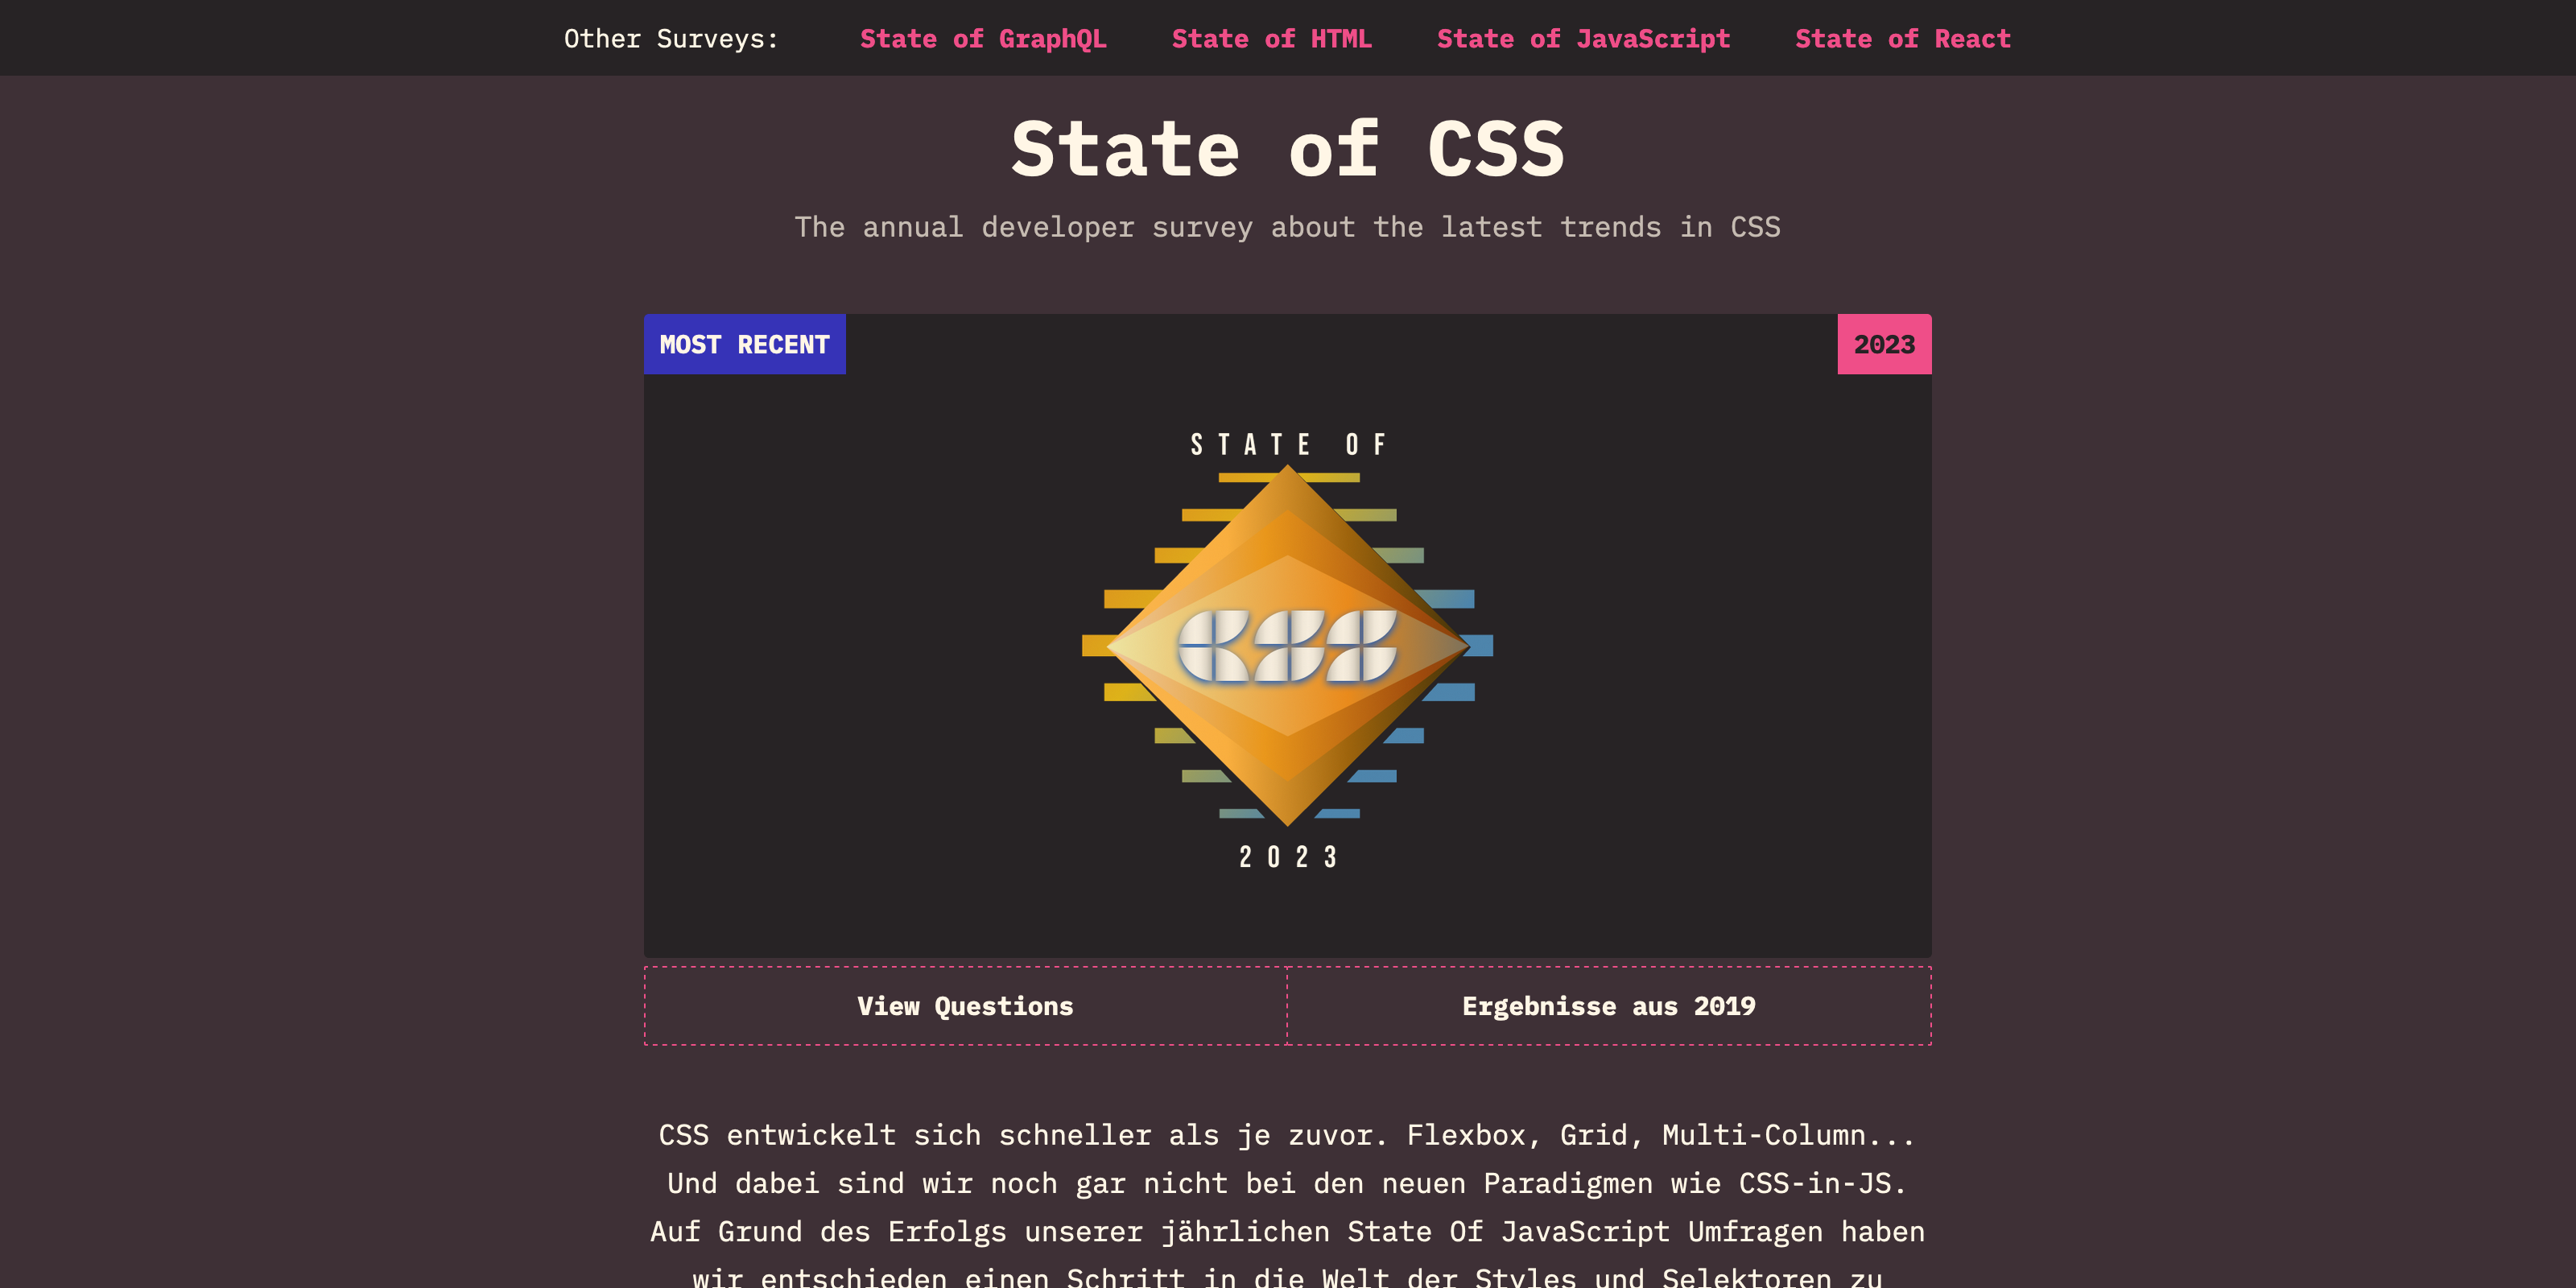 Other Surveys: State of GraphQL State of HTML State of JavaScript State of React
State of CSS
The annual developer survey about the latest trends in CSS
MOST RECENT
2023
STATE OF
CSS
2023
View Questions
Ergebnisse aus 2019
CSS entwickelt sich schneller als je zuvor. Flexbox, Grid, Multi-Column...
Und dabei sind wir noch gar nicht bei den neuen Paradigmen wie CSS-in-JS.
Auf Grund des Erfolgs unserer jährlichen State Of JavaScript Umfragen haben
wir entschieden einen Schritt in die Welt der Styles und Selektoren zu